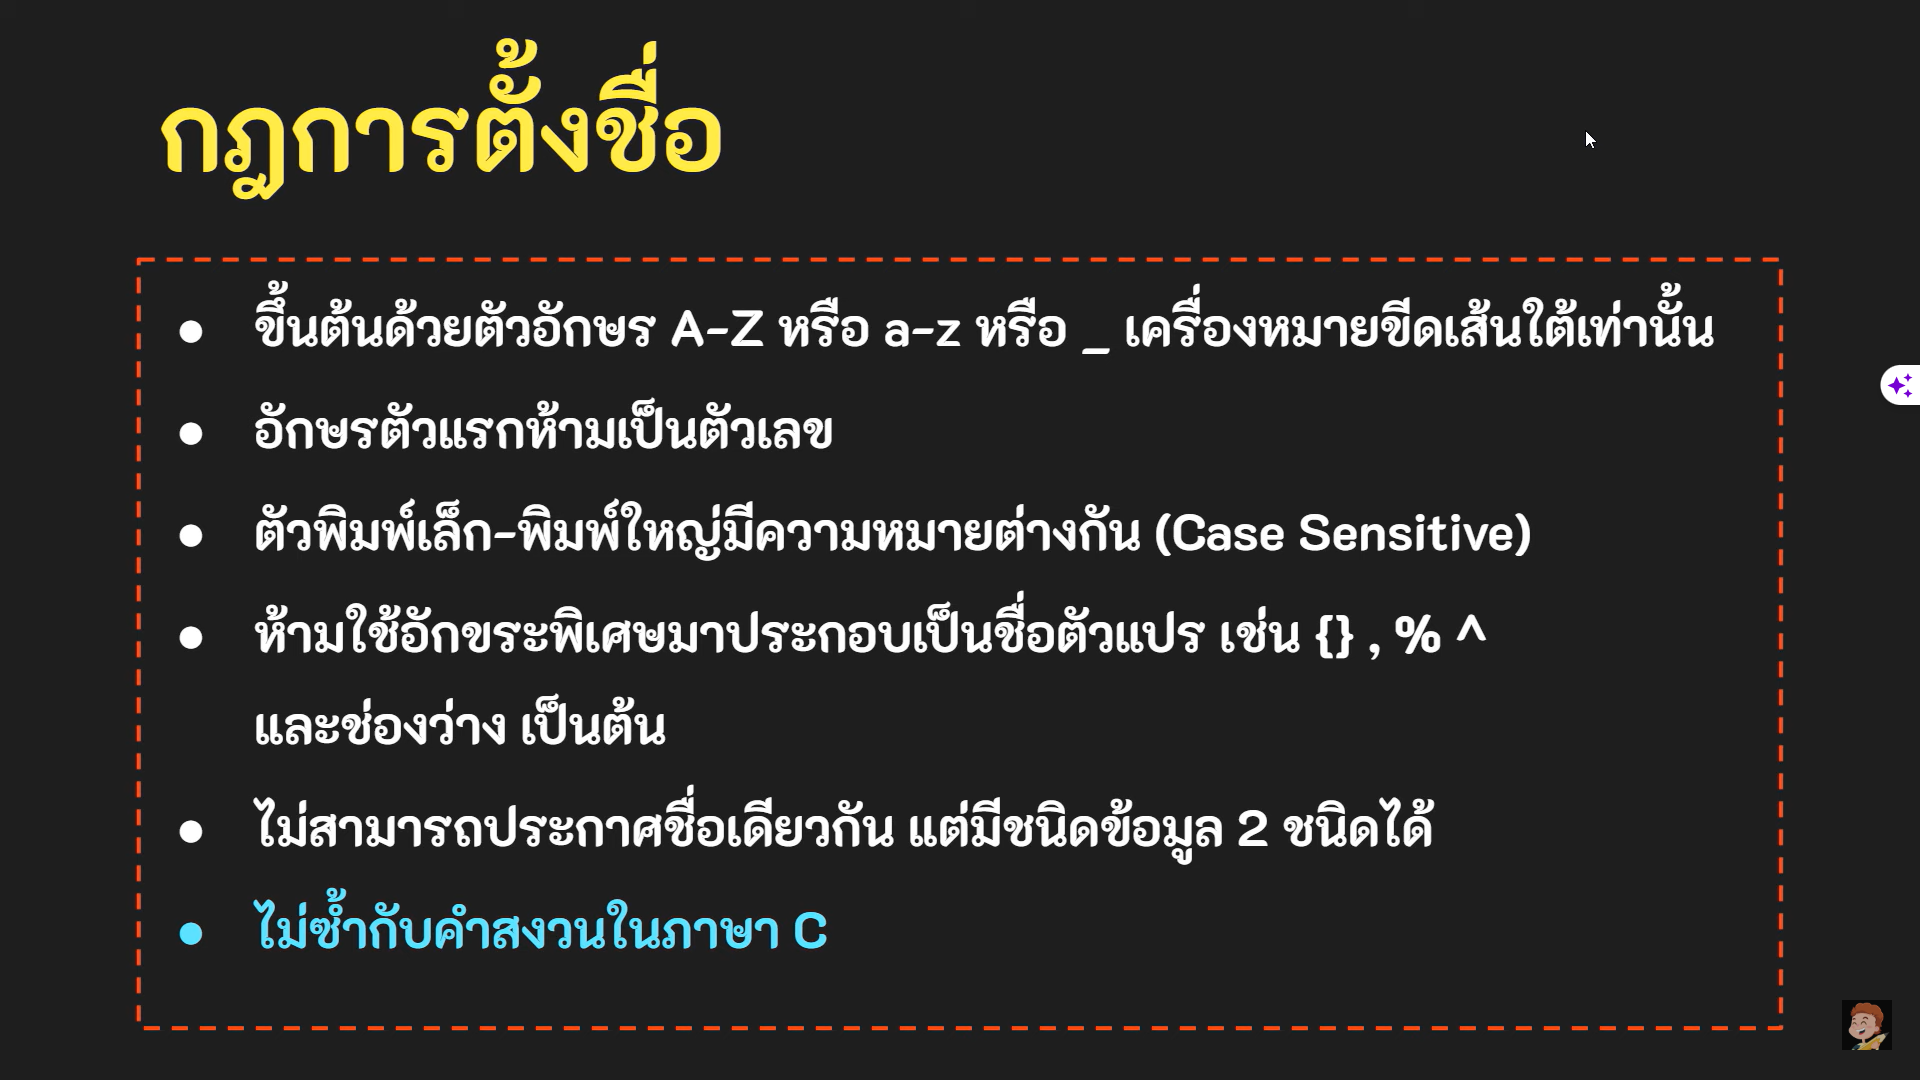 กฎการตั้งชื่อ
● ขึ้นต้นด้วยตัวอักษร A-Z หรือ a-z หรือ _ เครื่องหมายขีดเส้นใต้เท่านั้น
● อักษรตัวแรกห้ามเป็นตัวเลข
● ตัวพิมพ์เล็ก-พิมพ์ใหญ่มีความหมายต่างกัน (Case Sensitive)
● ห้ามใช้อักขระพิเศษมาประกอบเป็นชื่อตัวแปร เช่น {} , % ^
และช่องว่าง เป็นต้น
● ไม่สามารถประกาศชื่อเดียวกัน แต่มีชนิดข้อมูล 2 ชนิดได้
● ไม่ซ้ำกับคำสงวนในภาษา C